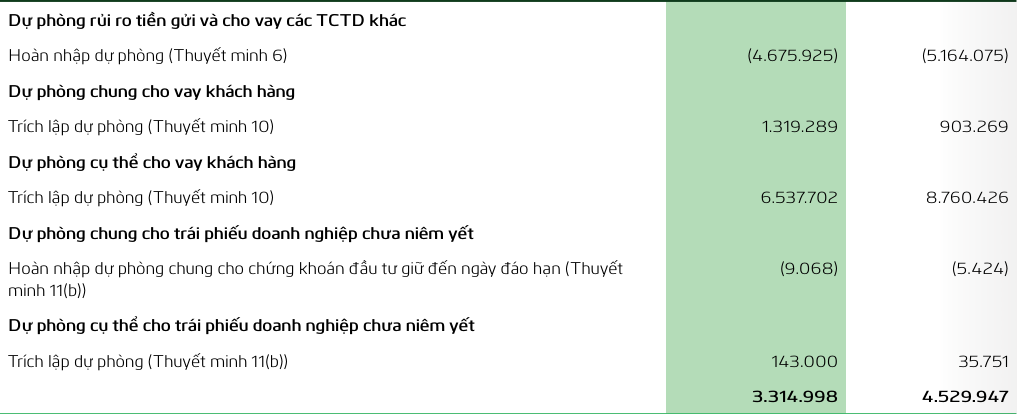 Dự phòng rủi ro tiền gửi và cho vay các TCTD khác
Hoàn nhập dự phòng (Thuyết minh 6) (4.675.925) (5.164.075)
Dự phòng chung cho vay khách hàng
Trích lập dự phòng (Thuyết minh 10) 1.319.289 903.269
Dự phòng cụ thể cho vay khách hàng
Trích lập dự phòng (Thuyết minh 10) 6.537.702 8.760.426
Dự phòng chung cho trái phiếu doanh nghiệp chưa niêm yết
Hoàn nhập dự phòng chung cho chứng khoán đầu tư giữ đến ngày đáo hạn (Thuyết (9.068) (5.424)
minh 11(b))
Dự phòng cụ thể cho trái phiếu doanh nghiệp chưa niêm yết
Trích lập dự phòng (Thuyết minh 11(b)) 143.000 35.751
3.314.998 4.529.947